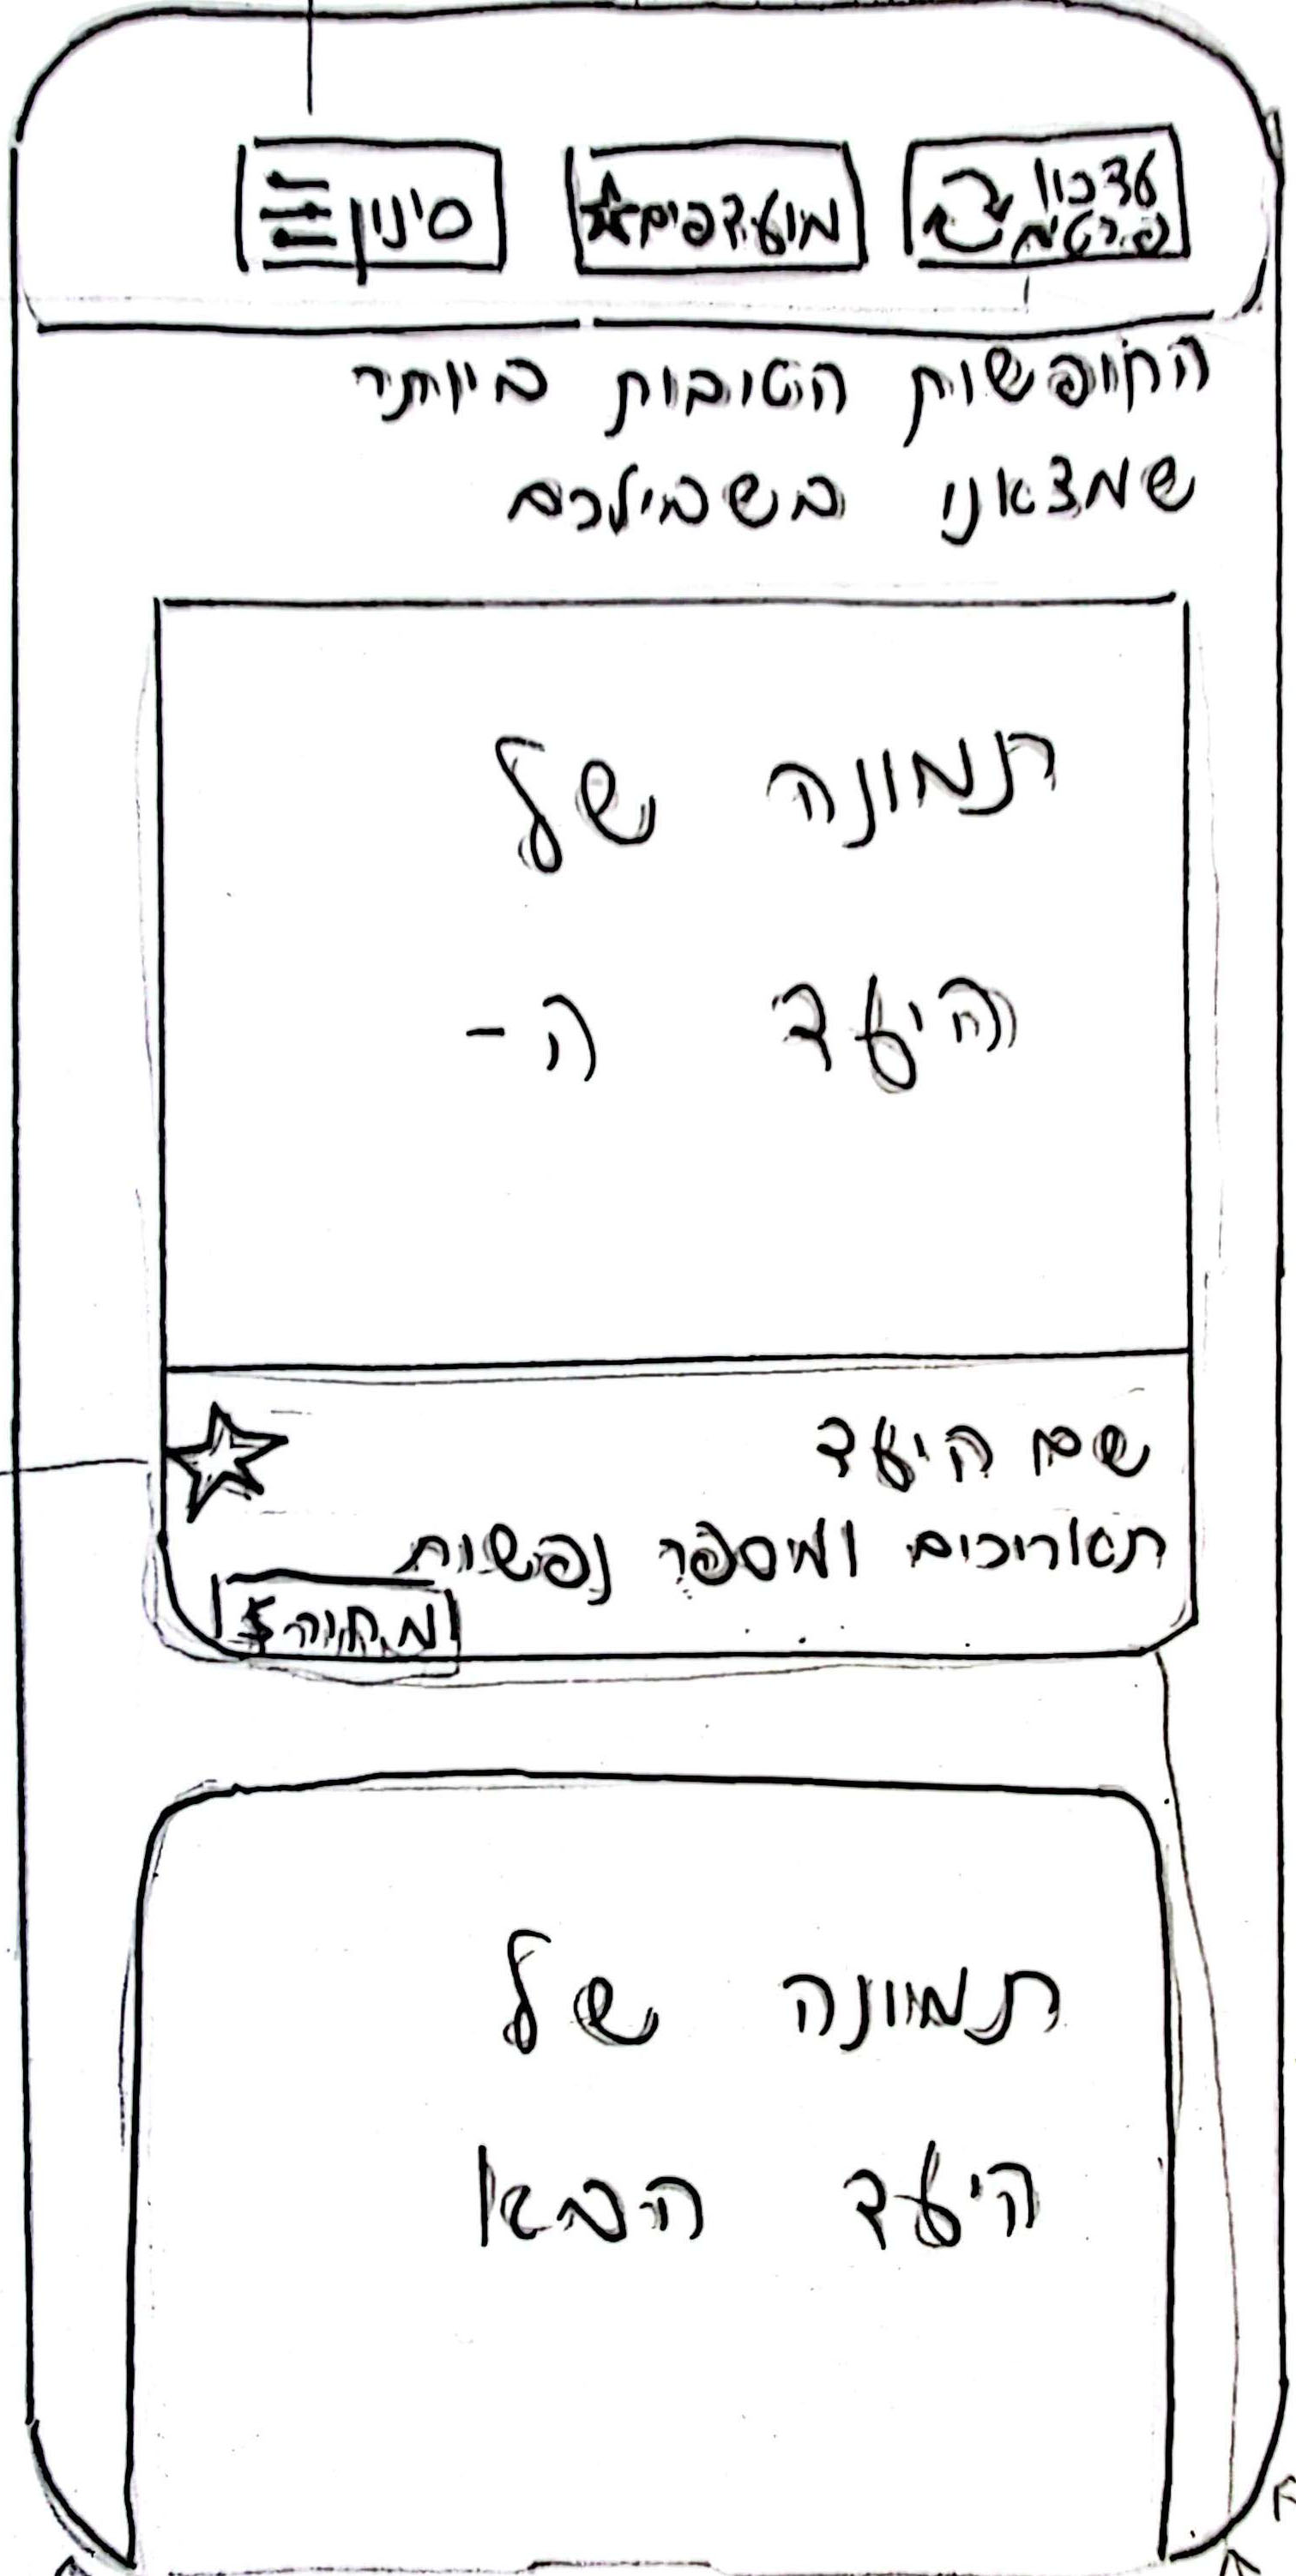 עדכון
פרטים
מועדפים
סינון
החופשות הטובות ביותר
שמצאנו בשבילכם
תמונה של
היעד ה-
שם היעד
תאריכים ומספר נפשות
מחיר
תמונה של
היעד הבא